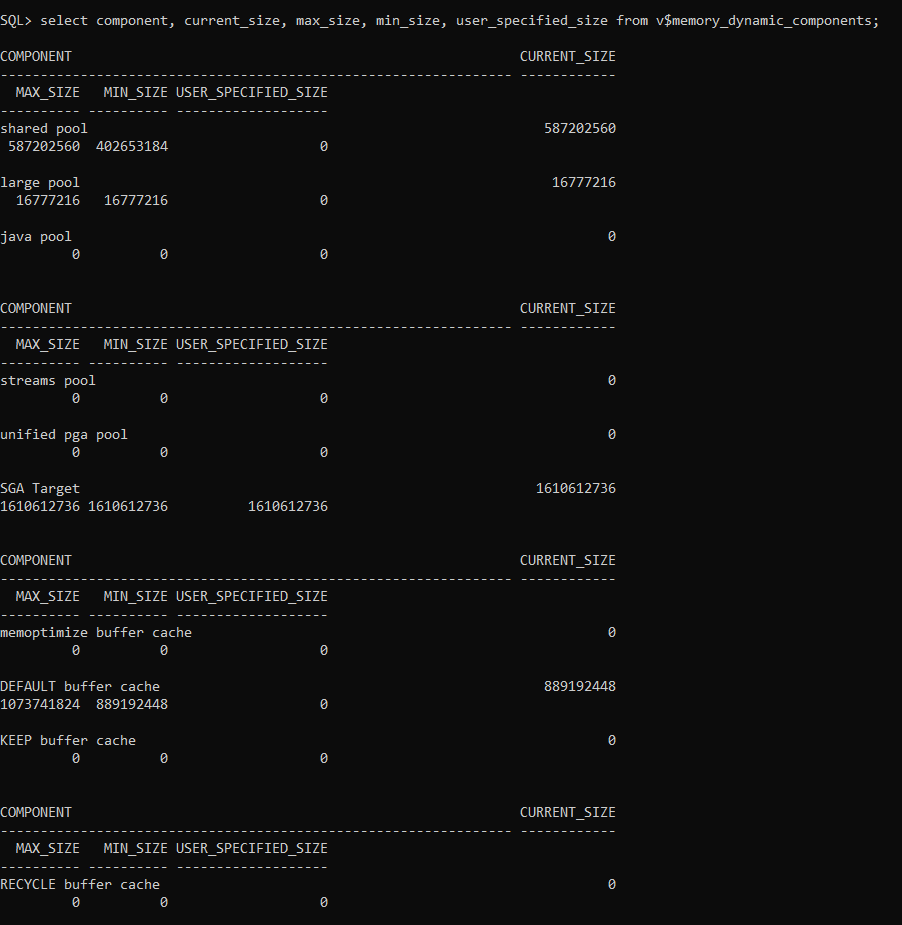 SQL> select component, current_size, max_size, min_size, user_specified_size from v$memory_dynamic_components;
COMPONENT                                                        CURRENT_SIZE
---------------------------------------------------------------- ------------
  MAX_SIZE   MIN_SIZE USER_SPECIFIED_SIZE
---------- ---------- -------------------
shared pool                                                         587202560
 587202560  402653184                   0
large pool                                                           16777216
  16777216   16777216                   0
java pool                                                                   0
         0          0                   0
COMPONENT                                                        CURRENT_SIZE
---------------------------------------------------------------- ------------
  MAX_SIZE   MIN_SIZE USER_SPECIFIED_SIZE
---------- ---------- -------------------
streams pool                                                                0
         0          0                   0
unified pga pool                                                            0
         0          0                   0
SGA Target                                                         1610612736
1610612736 1610612736          1610612736
COMPONENT                                                        CURRENT_SIZE
---------------------------------------------------------------- ------------
  MAX_SIZE   MIN_SIZE USER_SPECIFIED_SIZE
---------- ---------- -------------------
memoptimize buffer cache                                                    0
         0          0                   0
DEFAULT buffer cache                                                889192448
1073741824  889192448                   0
KEEP buffer cache                                                           0
         0          0                   0
COMPONENT                                                        CURRENT_SIZE
---------------------------------------------------------------- ------------
  MAX_SIZE   MIN_SIZE USER_SPECIFIED_SIZE
---------- ---------- -------------------
RECYCLE buffer cache                                                        0
         0          0                   0